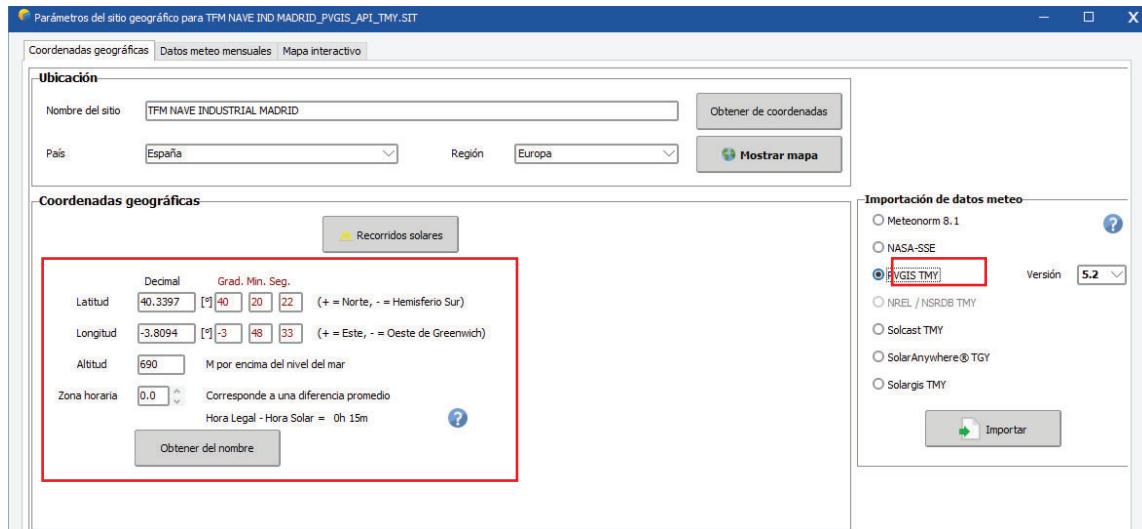 Parámetros del sitio geográfico para TFM NAVE IND MADRID_PVGIS_API_TMY.SIT
Coordenadas geográficas Datos meteo mensuales Mapa interactivo
Ubicación
Nombre del sitio TFM NAVE INDUSTRIAL MADRID Obtener de coordenadas
País España Región Europa Mostrar mapa
Coordenadas geográficas
Recorridos solares
Decimal Grad. Min. Seg.
Latitud 40.3397 [°] 40 20 22 (+ = Norte, - = Hemisferio Sur)
Longitud -3.8094 [°] -3 48 33 (+ = Este, - = Oeste de Greenwich)
Altitud 690 M por encima del nivel del mar
Zona horaria 0.0 Corresponde a una diferencia promedio
Hora Legal - Hora Solar = 0h 15m ?
Obtener del nombre
Importación de datos meteo
Meteonorm 8.1 ?
NASA-SSE
PVGIS TMY Versión 5.2
NREL / NSRDB TMY
Solcast TMY
SolarAnywhere® TGY
Solargis TMY
Importar